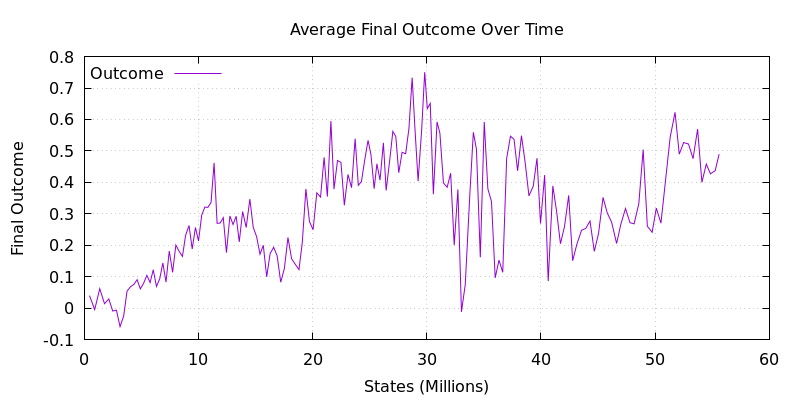 Average Final Outcome Over Time
Outcome
Final Outcome
0.8
0.7
0.6
0.5
0.4
0.3
0.2
0.1
0
-0.1
0 10 20 30 40 50 60
States (Millions)